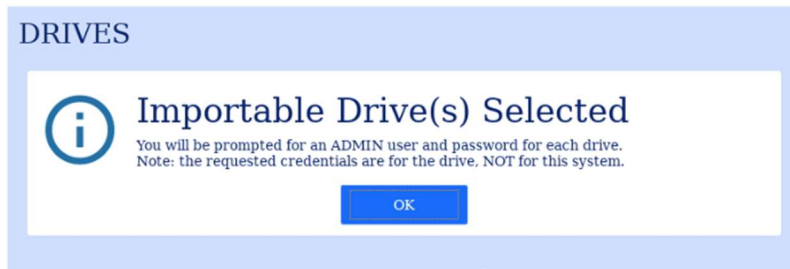 DRIVES
Importable Drive(s) Selected
You will be prompted for an ADMIN user and password for each drive.
Note: the requested credentials are for the drive, NOT for this system.
OK